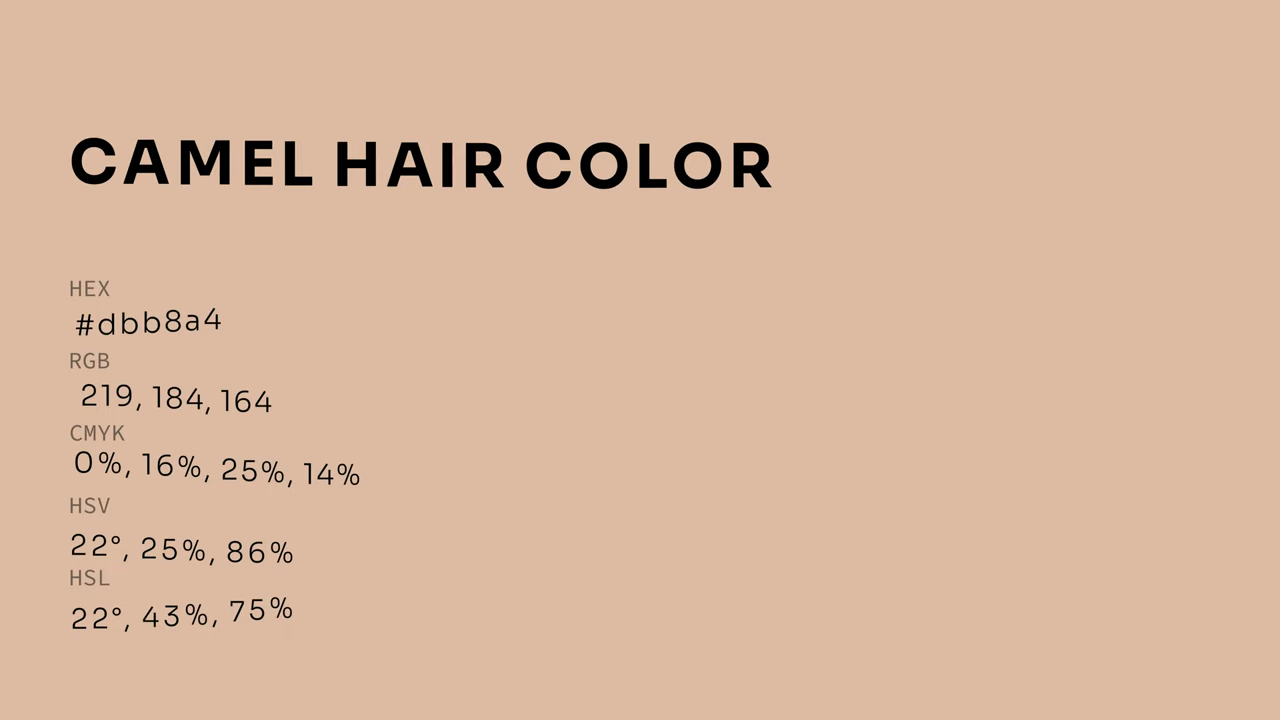 CAMEL HAIR COLOR
HEX
#dbb8a4
RGB
219, 184, 164
CMYK
0%, 16%, 25%, 14%
HSV
22°, 25%, 86%
HSL
22°, 43%, 75%